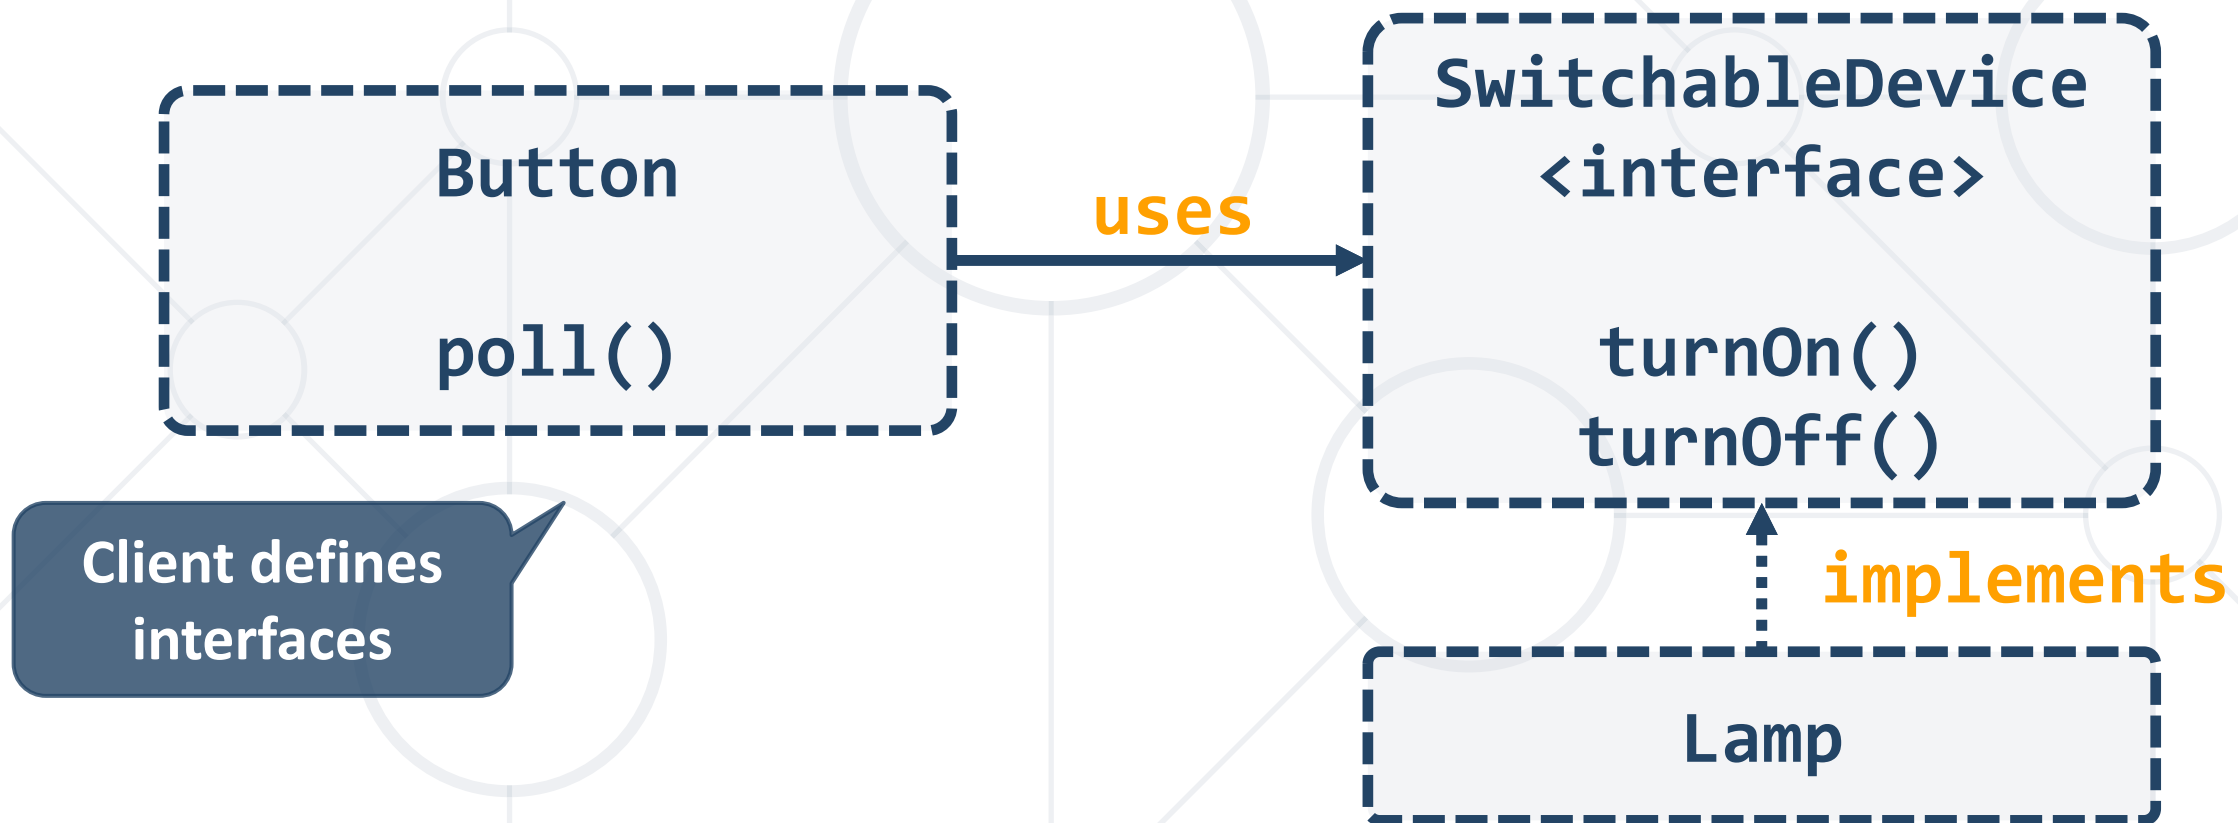 Button
poll()
uses
SwitchableDevice
<interface>
turnOn()
turnOff()
Client defines
interfaces
implements
Lamp